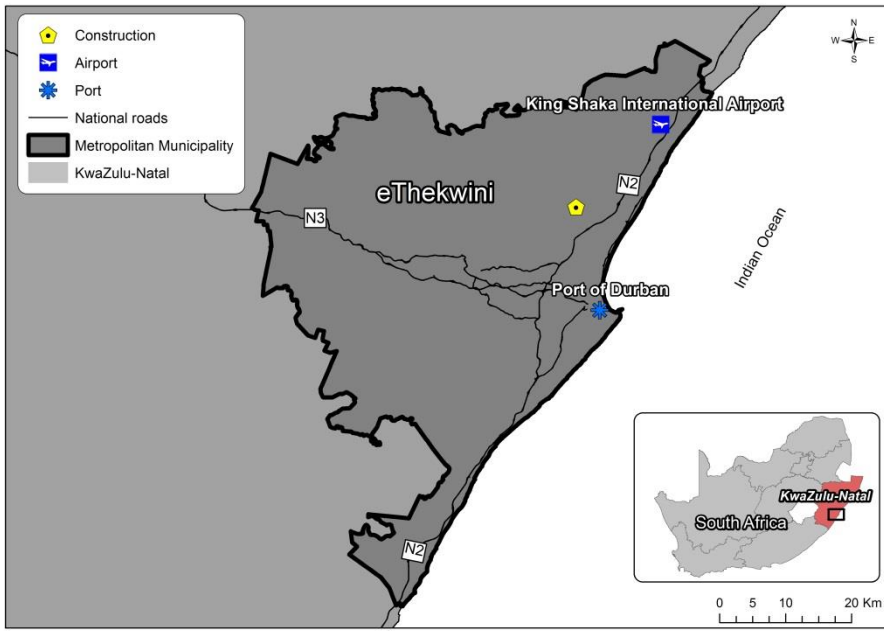 Construction
Airport
Port
National roads
Metropolitan Municipality
KwaZulu-Natal
N
W E
S
King Shaka International Airport
N2
eThekwini
N3
Indian Ocean
Port of Durban
N2
KwaZulu-Natal
South Africa
0 5 10 20 Km